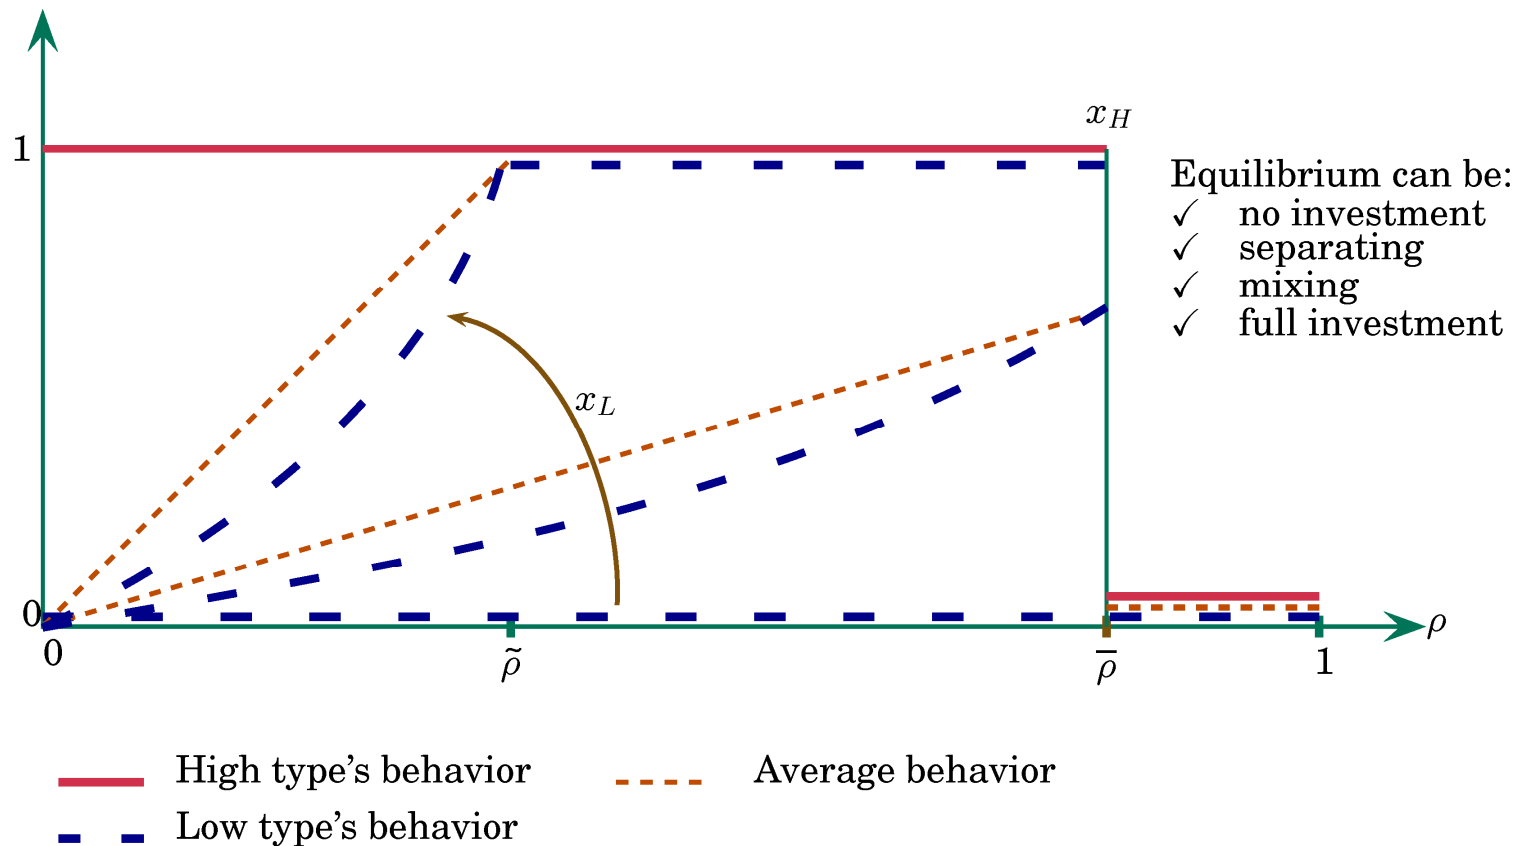 x_H
1
Equilibrium can be:
✓ no investment
✓ separating
✓ mixing
✓ full investment
x_L
0
ρ
0
ρ̃
ρ̅
1
High type's behavior
Average behavior
Low type's behavior